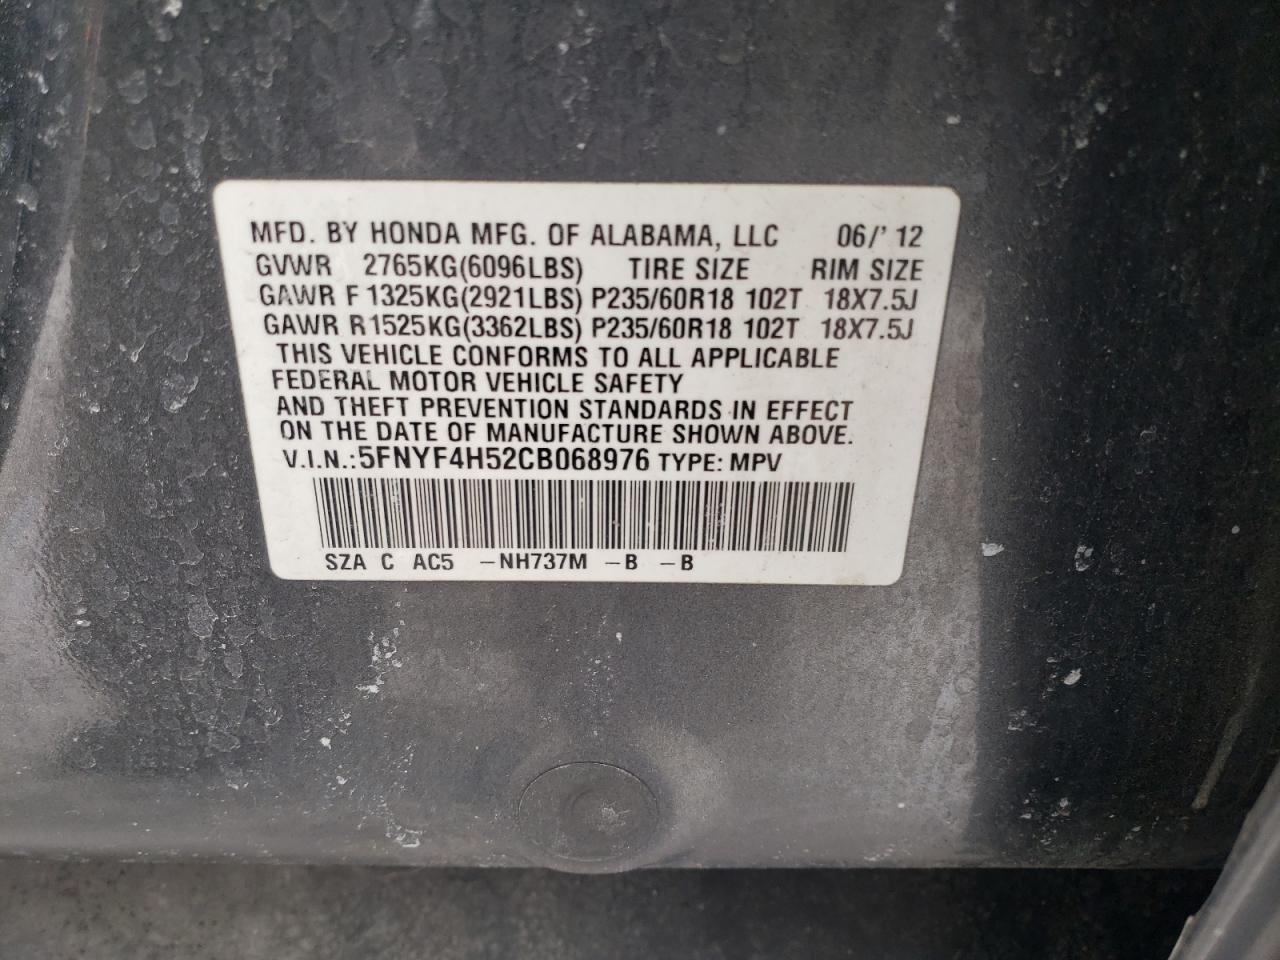 MFD. BY HONDA MFG. OF ALABAMA, LLC 06/'12
GVWR 2765KG(6096LBS) TIRE SIZE RIM SIZE
GAWR F 1325KG(2921LBS) P235/60R18 102T 18X7.5J
GAWR R 1525KG(3362LBS) P235/60R18 102T 18X7.5J
THIS VEHICLE CONFORMS TO ALL APPLICABLE
FEDERAL MOTOR VEHICLE SAFETY
AND THEFT PREVENTION STANDARDS IN EFFECT
ON THE DATE OF MANUFACTURE SHOWN ABOVE.
V.I.N.:5FNYF4H52CB068976 TYPE: MPV
SZA C AC5 -NH737M -B -B